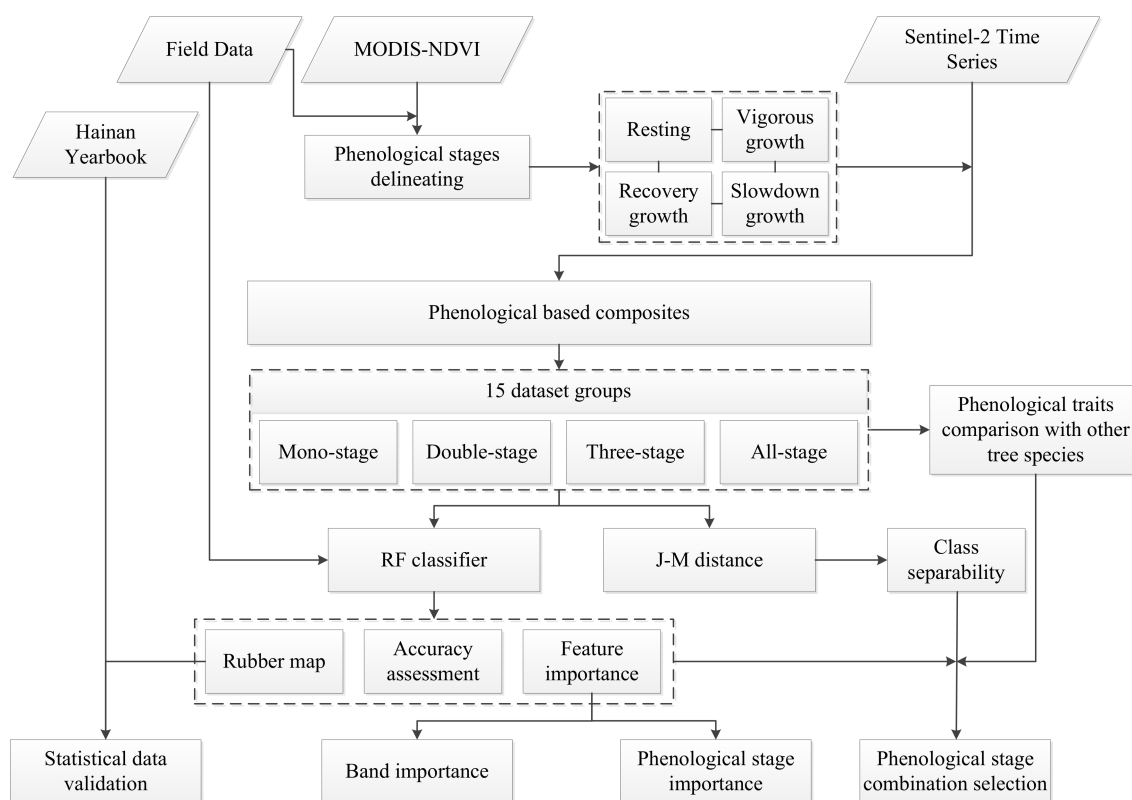 Field Data
MODIS-NDVI
Sentinel-2 Time
Series
Hainan
Yearbook
Phenological stages
delineating
Resting
Vigorous
growth
Recovery
growth
Slowdown
growth
Phenological based composites
15 dataset groups
Mono-stage
Double-stage
Three-stage
All-stage
Phenological traits
comparison with other
tree species
RF classifier
J-M distance
Class
separability
Rubber map
Accuracy
assessment
Feature
importance
Statistical data
validation
Band importance
Phenological stage
importance
Phenological stage
combination selection